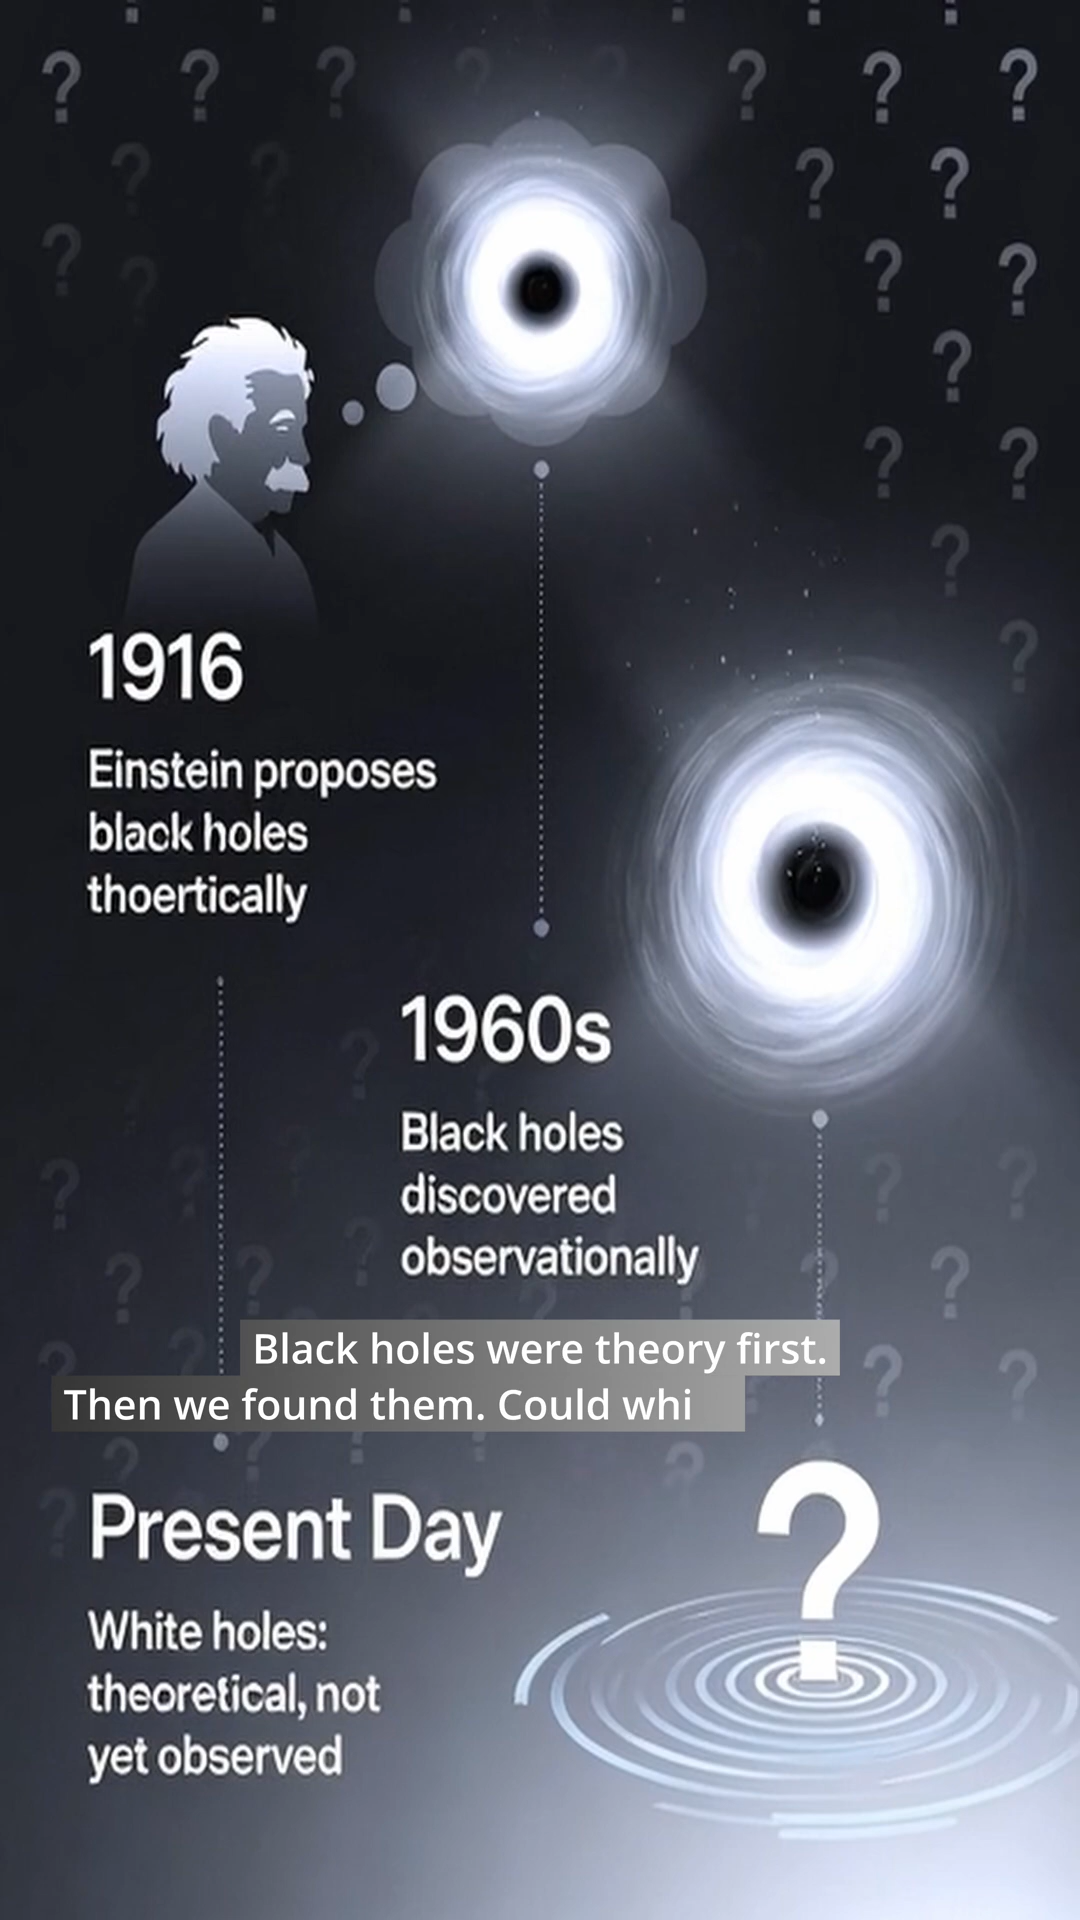 1916
Einstein proposes
black holes
thoertically
1960s
Black holes
discovered
observationally
Black holes were theory first.
Then we found them. Could whi
Present Day
White holes:
theoretical, not
yet observed
?